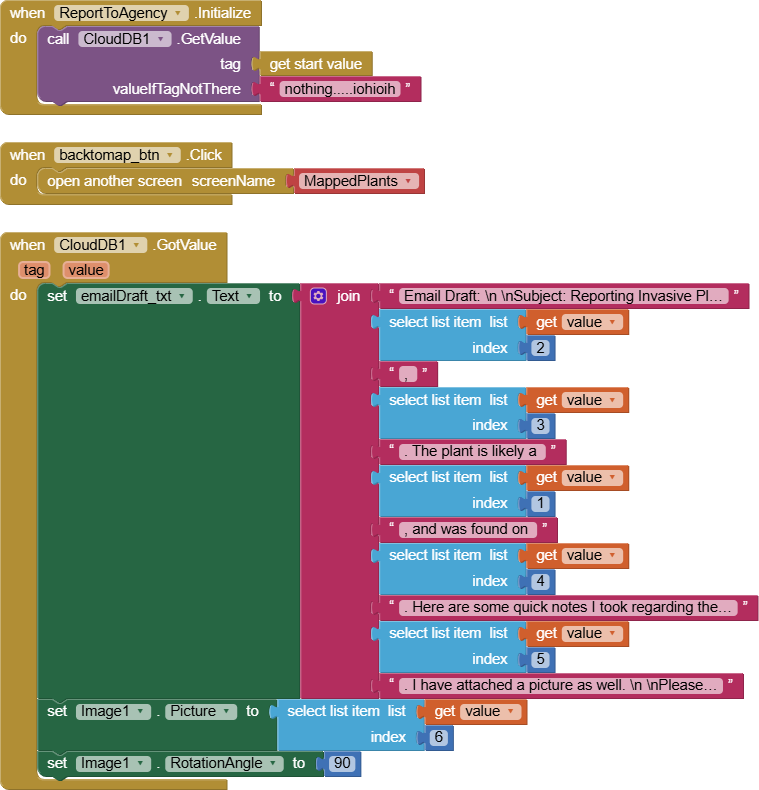 when ReportToAgency .Initialize
do call CloudDB1 .GetValue
tag get start value
valueIfTagNotThere “ nothing.....iohioih ”
when backtomap_btn .Click
do open another screen screenName MappedPlants
when CloudDB1 .GotValue
tag value
do set emailDraft_txt . Text to join “ Email Draft: \n \nSubject: Reporting Invasive Pl... ”
select list item list get value
index 2
“ , ”
select list item list get value
index 3
“ . The plant is likely a ”
select list item list get value
index 1
“ , and was found on ”
select list item list get value
index 4
“ . Here are some quick notes I took regarding the... ”
select list item list get value
index 5
“ . I have attached a picture as well. \n \nPlease... ”
set Image1 . Picture to select list item list get value
index 6
set Image1 . RotationAngle to 90